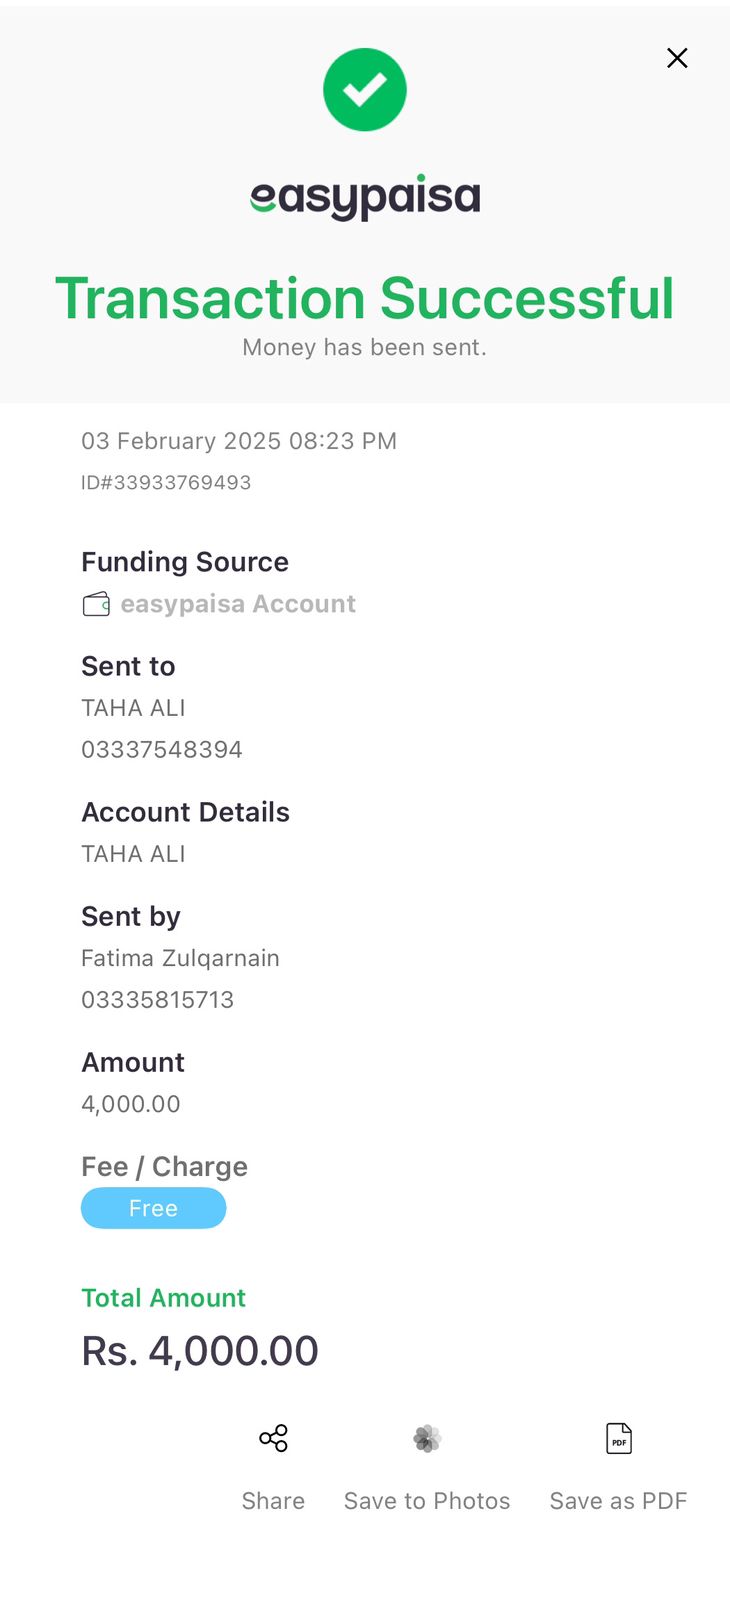 easypaisa
Transaction Successful
Money has been sent.
03 February 2025 08:23 PM
ID#33933769493
Funding Source
easypaisa Account
Sent to
TAHA ALI
03337548394
Account Details
TAHA ALI
Sent by
Fatima Zulqarnain
03335815713
Amount
4,000.00
Fee / Charge
Free
Total Amount
Rs. 4,000.00
PDF
Share Save to Photos Save as PDF